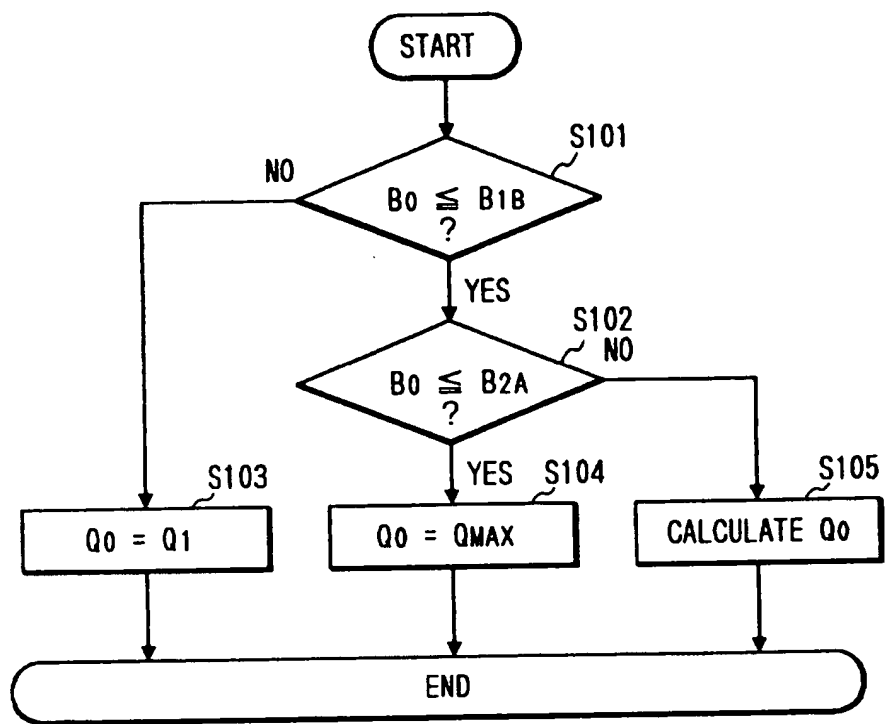 START
S101
NO
B0 ≦ B1B
?
YES
S102
NO
B0 ≦ B2A
?
YES
S103
S104
S105
Q0 = Q1
Q0 = QMAX
CALCULATE Q0
END